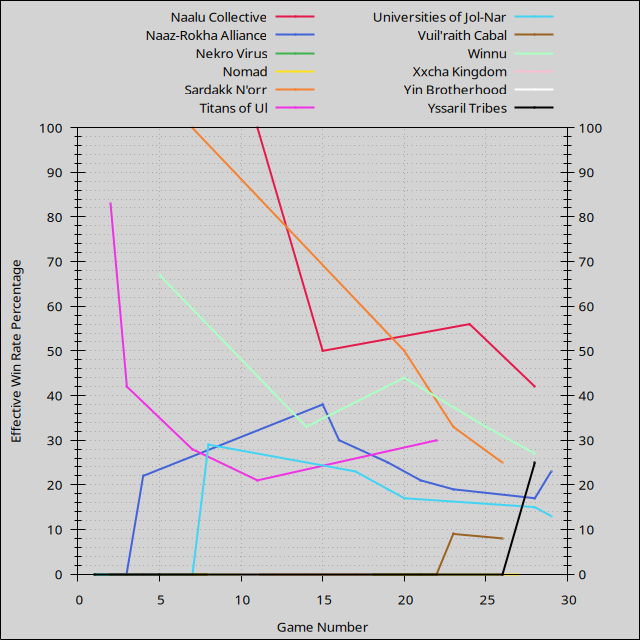 Naalu Collective Universities of Jol-Nar
Naaz-Rokha Alliance Vuil'raith Cabal
Nekro Virus Winnu
Nomad Xxcha Kingdom
Sardakk N'orr Yin Brotherhood
Titans of Ul Yssaril Tribes
100 100
90 90
80 80
70 70
60 60
50 50
40 40
30 30
20 20
10 10
0 0
0 5 10 15 20 25 30
Effective Win Rate Percentage
Game Number